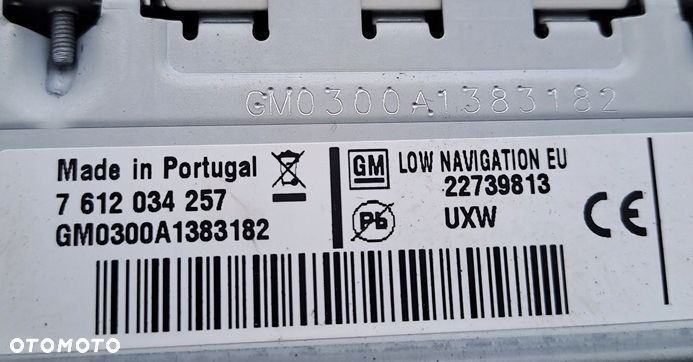 GM0300A1383182
Made in Portugal
7 612 034 257
GM0300A1383182
GM
LOW NAVIGATION EU
22739813
Pb
UXW
CE
OTOMOTO